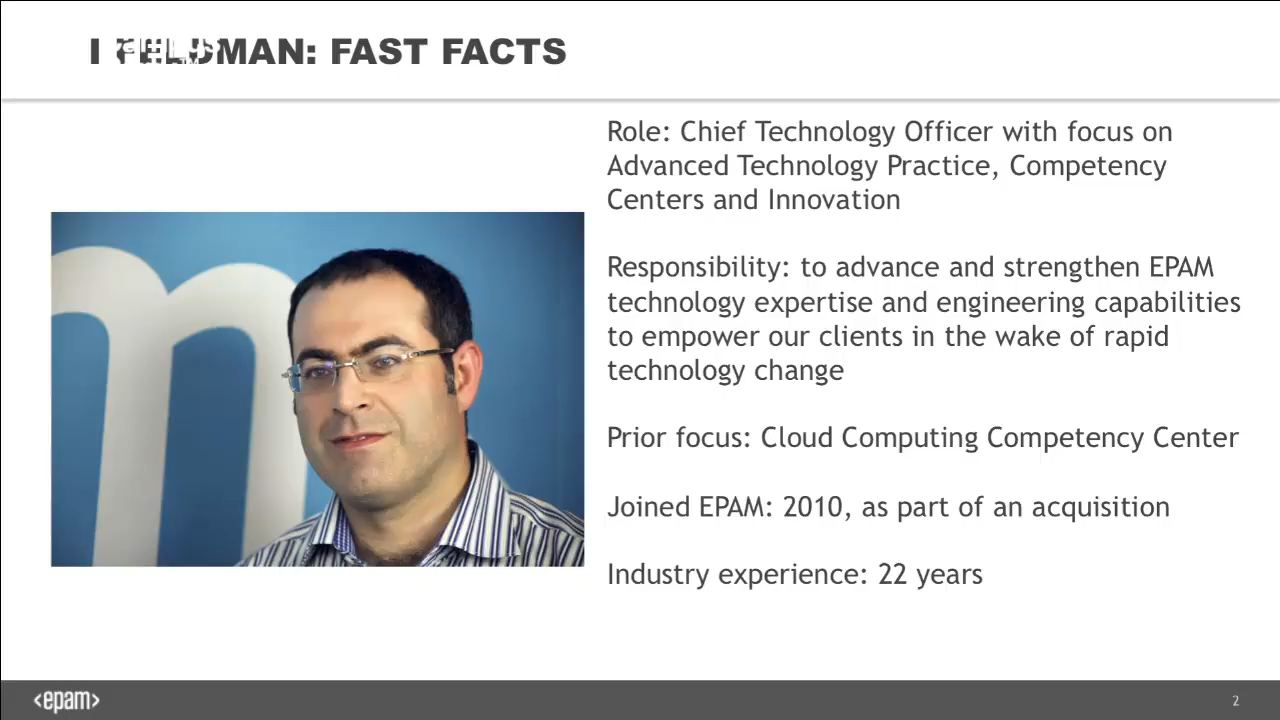 I FELDMAN: FAST FACTS
Role: Chief Technology Officer with focus on
Advanced Technology Practice, Competency
Centers and Innovation
Responsibility: to advance and strengthen EPAM
technology expertise and engineering capabilities
to empower our clients in the wake of rapid
technology change
Prior focus: Cloud Computing Competency Center
Joined EPAM: 2010, as part of an acquisition
Industry experience: 22 years
<epam>
2